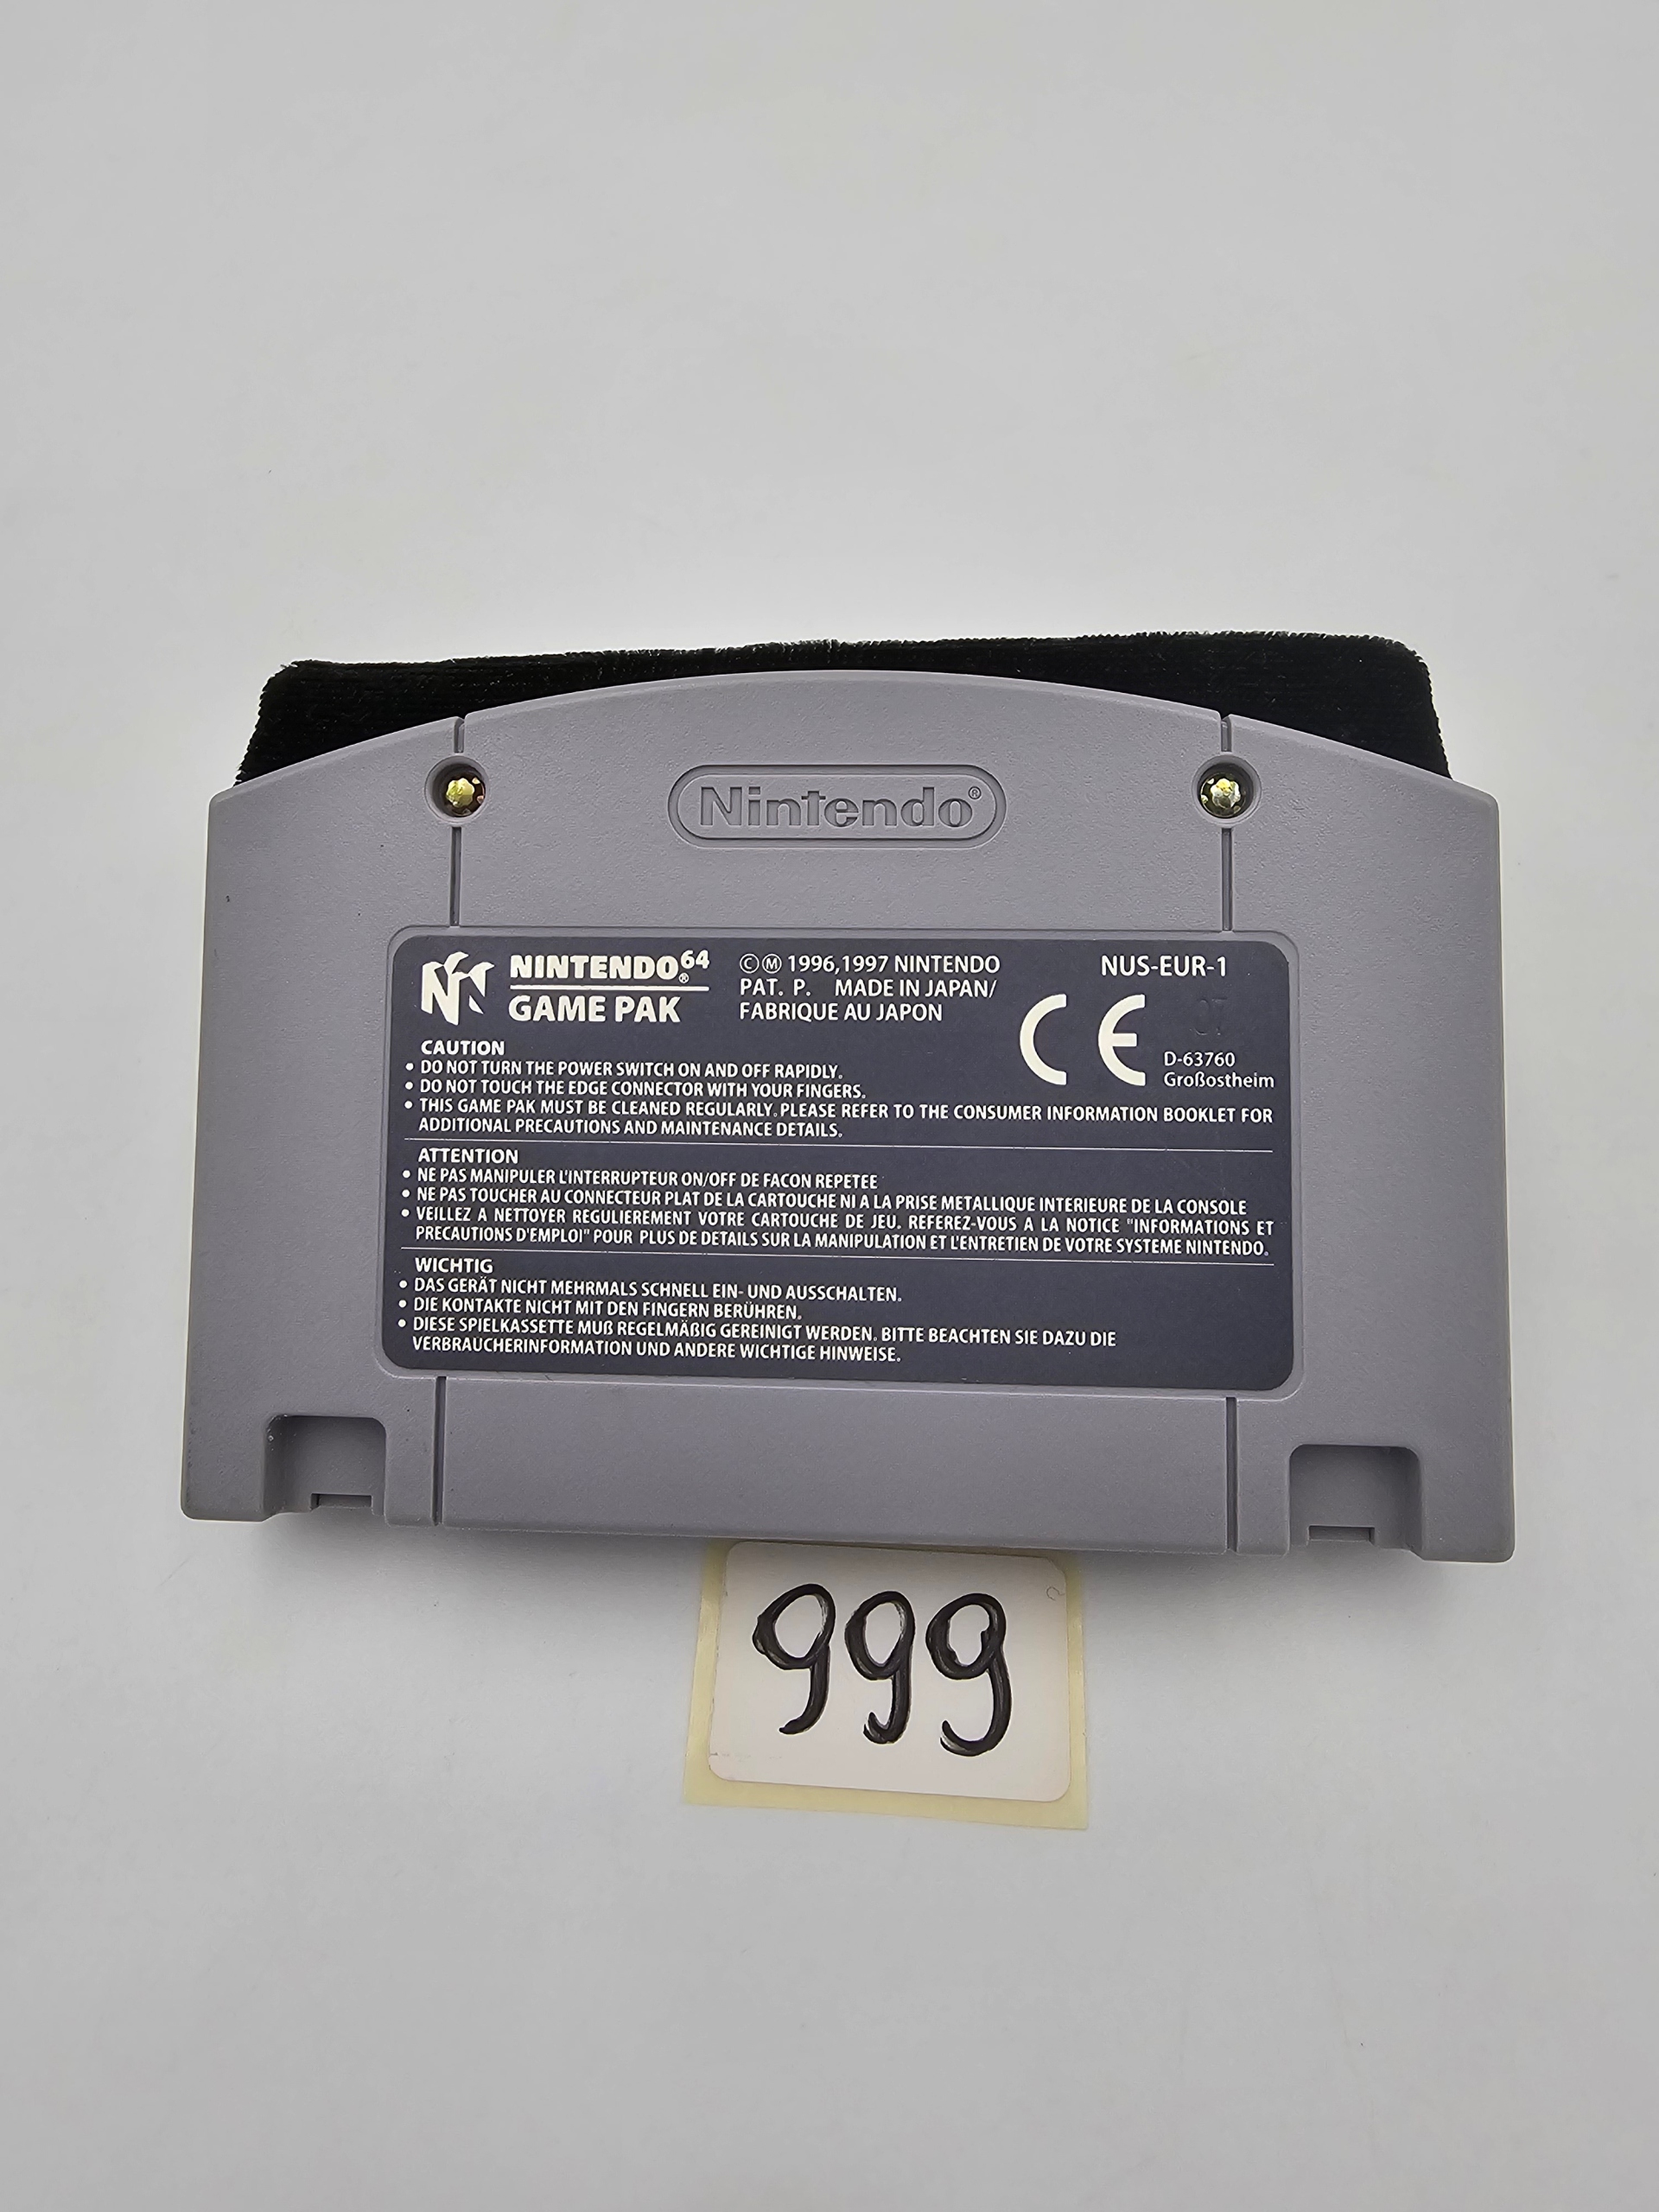 Nintendo®
NINTENDO⁶⁴®
GAME PAK
ⒸⓂ 1996,1997 NINTENDO
PAT. P. MADE IN JAPAN/
FABRIQUE AU JAPON
NUS-EUR-1
07
CE
D-63760
Großostheim
CAUTION
• DO NOT TURN THE POWER SWITCH ON AND OFF RAPIDLY.
• DO NOT TOUCH THE EDGE CONNECTOR WITH YOUR FINGERS.
• THIS GAME PAK MUST BE CLEANED REGULARLY. PLEASE REFER TO THE CONSUMER INFORMATION BOOKLET FOR
ADDITIONAL PRECAUTIONS AND MAINTENANCE DETAILS.
ATTENTION
• NE PAS MANIPULER L'INTERRUPTEUR ON/OFF DE FACON REPETEE
• NE PAS TOUCHER AU CONNECTEUR PLAT DE LA CARTOUCHE NI A LA PRISE METALLIQUE INTERIEURE DE LA CONSOLE
• VEILLEZ A NETTOYER REGULIEREMENT VOTRE CARTOUCHE DE JEU. REFEREZ-VOUS A LA NOTICE "INFORMATIONS ET
PRECAUTIONS D'EMPLOI" POUR PLUS DE DETAILS SUR LA MANIPULATION ET L'ENTRETIEN DE VOTRE SYSTEME NINTENDO.
WICHTIG
• DAS GERÄT NICHT MEHRMALS SCHNELL EIN- UND AUSSCHALTEN.
• DIE KONTAKTE NICHT MIT DEN FINGERN BERÜHREN.
• DIESE SPIELKASSETTE MUß REGELMÄßIG GEREINIGT WERDEN. BITTE BEACHTEN SIE DAZU DIE
VERBRAUCHERINFORMATION UND ANDERE WICHTIGE HINWEISE.
999